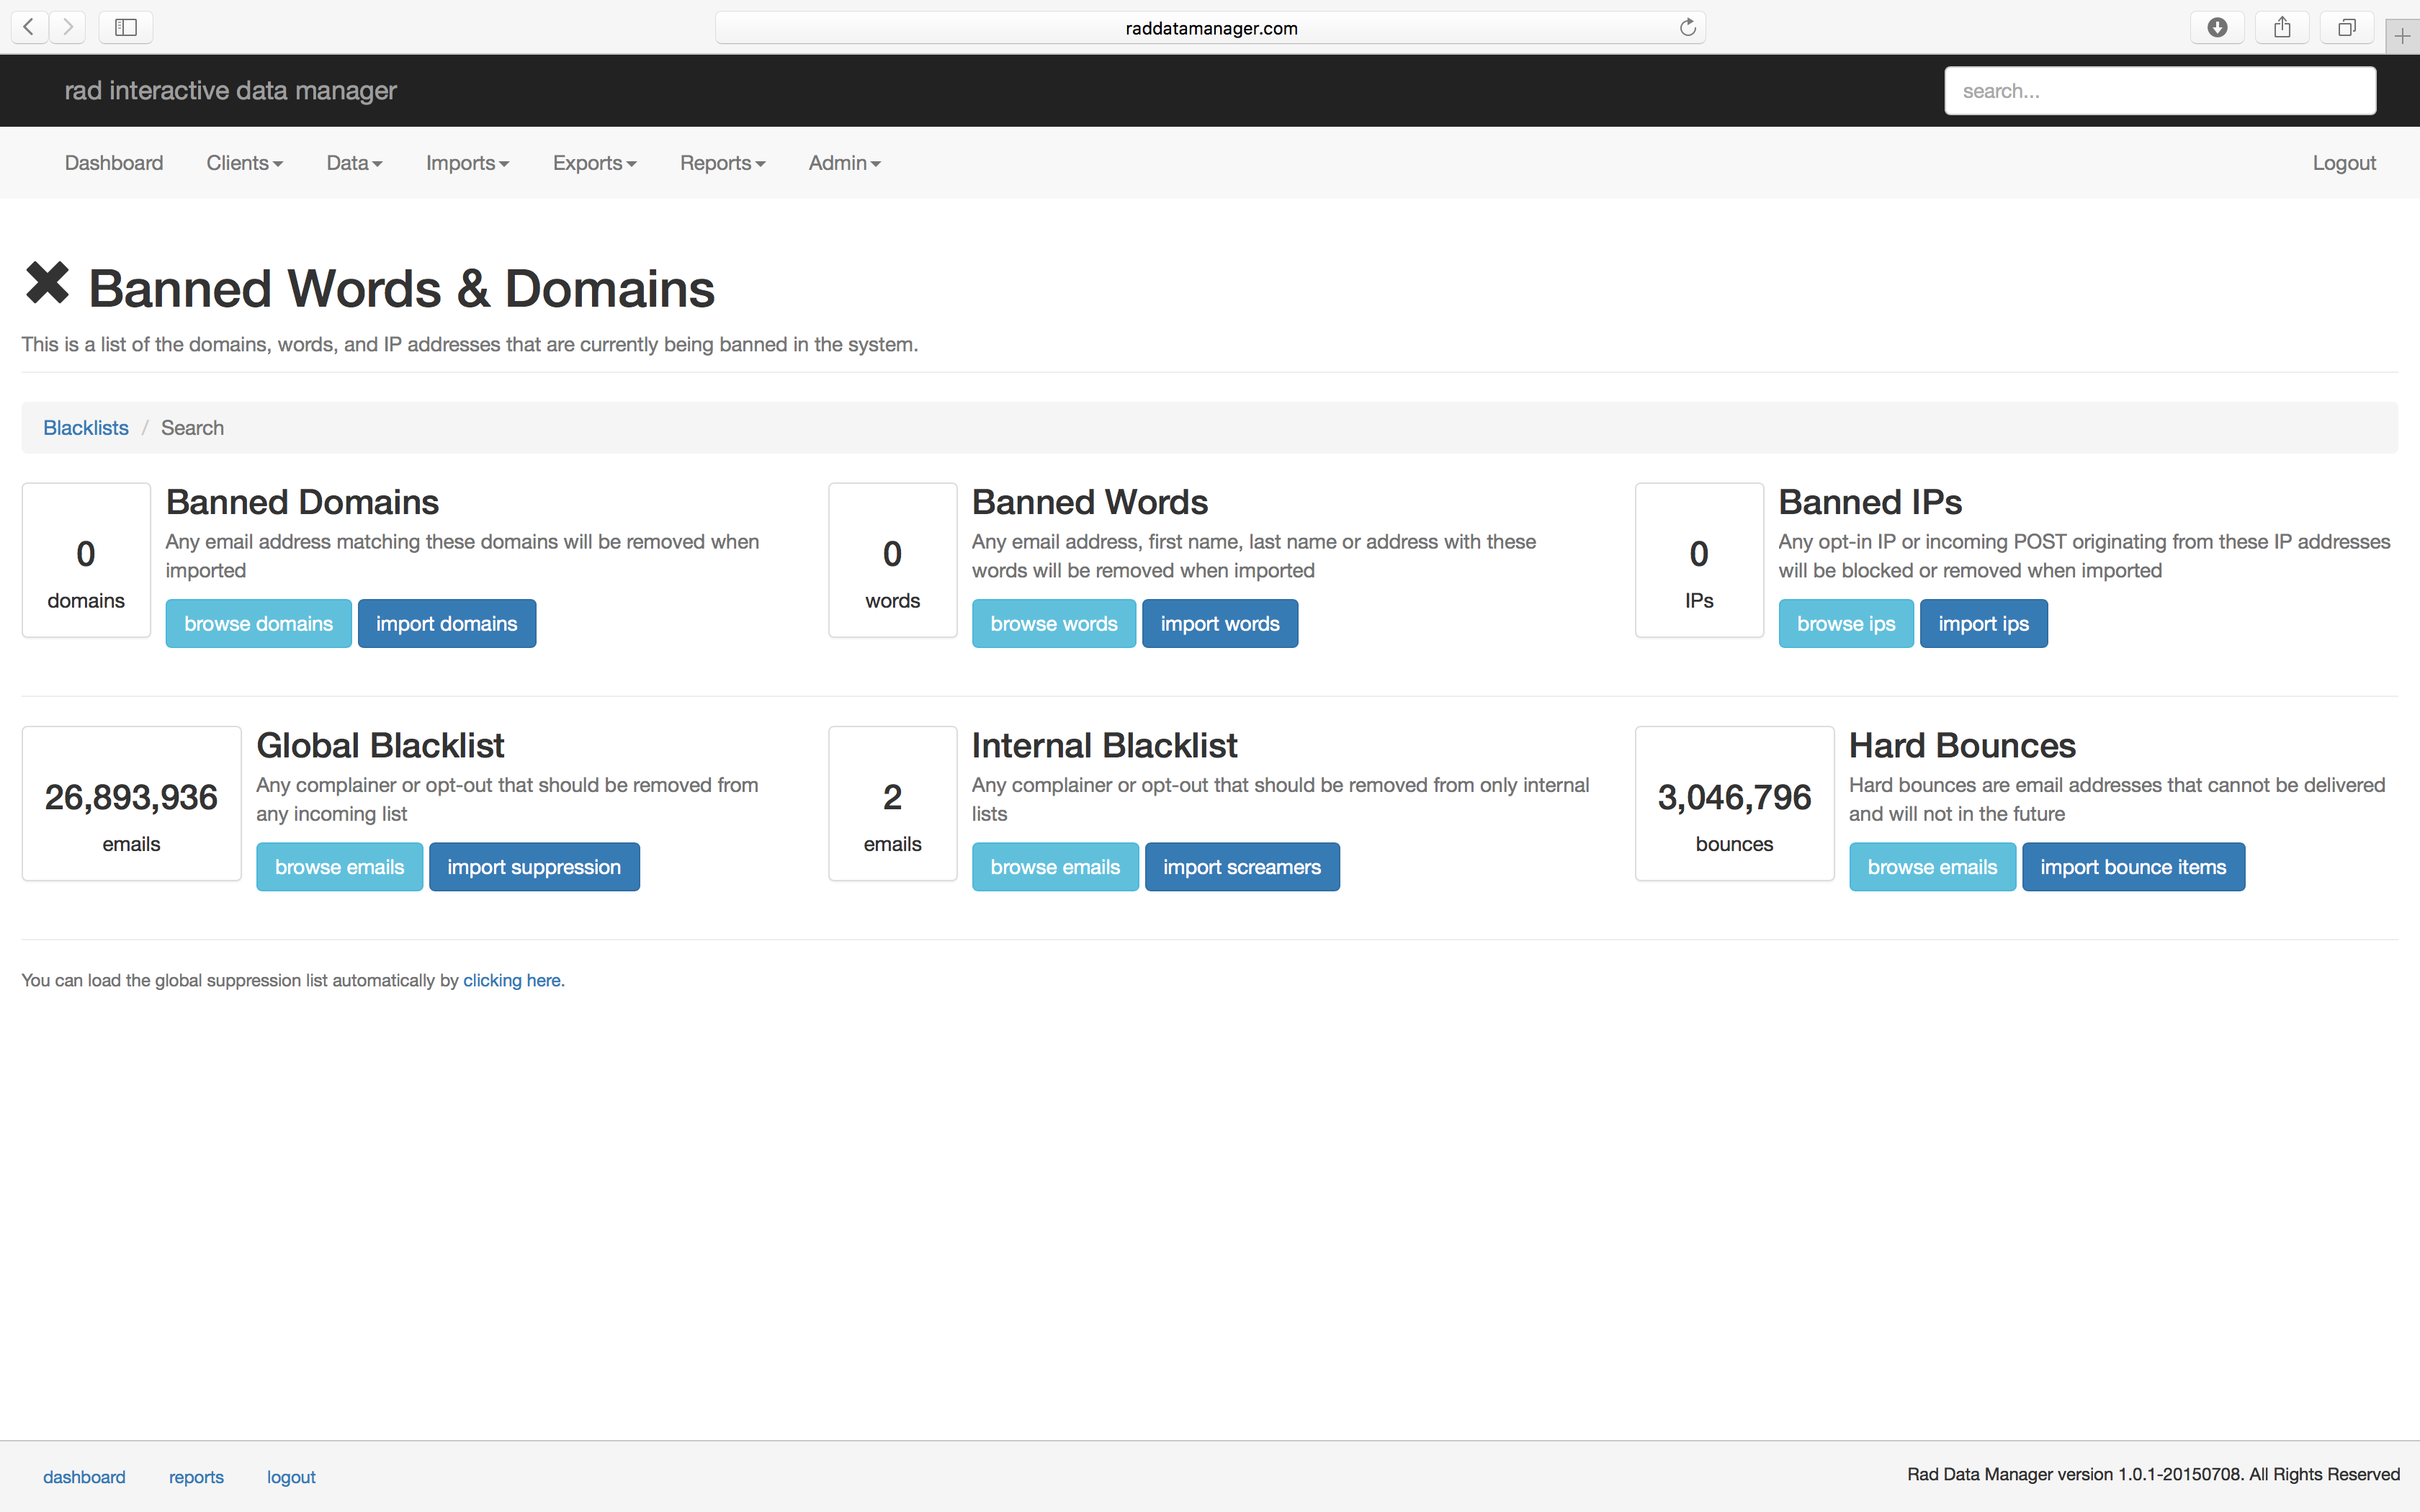 raddatamanager.com
rad interactive data manager
search...
Dashboard Clients Data Imports Exports Reports Admin Logout
Banned Words & Domains
This is a list of the domains, words, and IP addresses that are currently being banned in the system.
Blacklists / Search
0
domains
Banned Domains
Any email address matching these domains will be removed when
imported
browse domains import domains
0
words
Banned Words
Any email address, first name, last name or address with these
words will be removed when imported
browse words import words
0
IPs
Banned IPs
Any opt-in IP or incoming POST originating from these IP addresses
will be blocked or removed when imported
browse ips import ips
26,893,936
emails
Global Blacklist
Any complainer or opt-out that should be removed from
any incoming list
browse emails import suppression
2
emails
Internal Blacklist
Any complainer or opt-out that should be removed from only internal
lists
browse emails import screamers
3,046,796
bounces
Hard Bounces
Hard bounces are email addresses that cannot be delivered
and will not in the future
browse emails import bounce items
You can load the global suppression list automatically by clicking here.
dashboard reports logout
Rad Data Manager version 1.0.1-20150708. All Rights Reserved